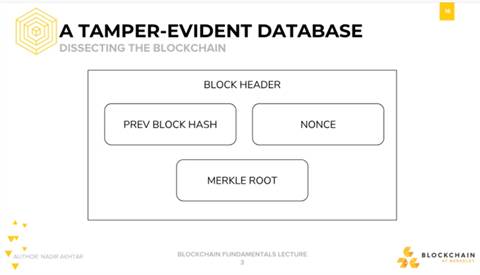 18
A TAMPER-EVIDENT DATABASE
DISSECTING THE BLOCKCHAIN
BLOCK HEADER
PREV BLOCK HASH
NONCE
MERKLE ROOT
AUTHOR: NADIR AKHTAR
BLOCKCHAIN FUNDAMENTALS LECTURE
3
BLOCKCHAIN
AT BERKELEY